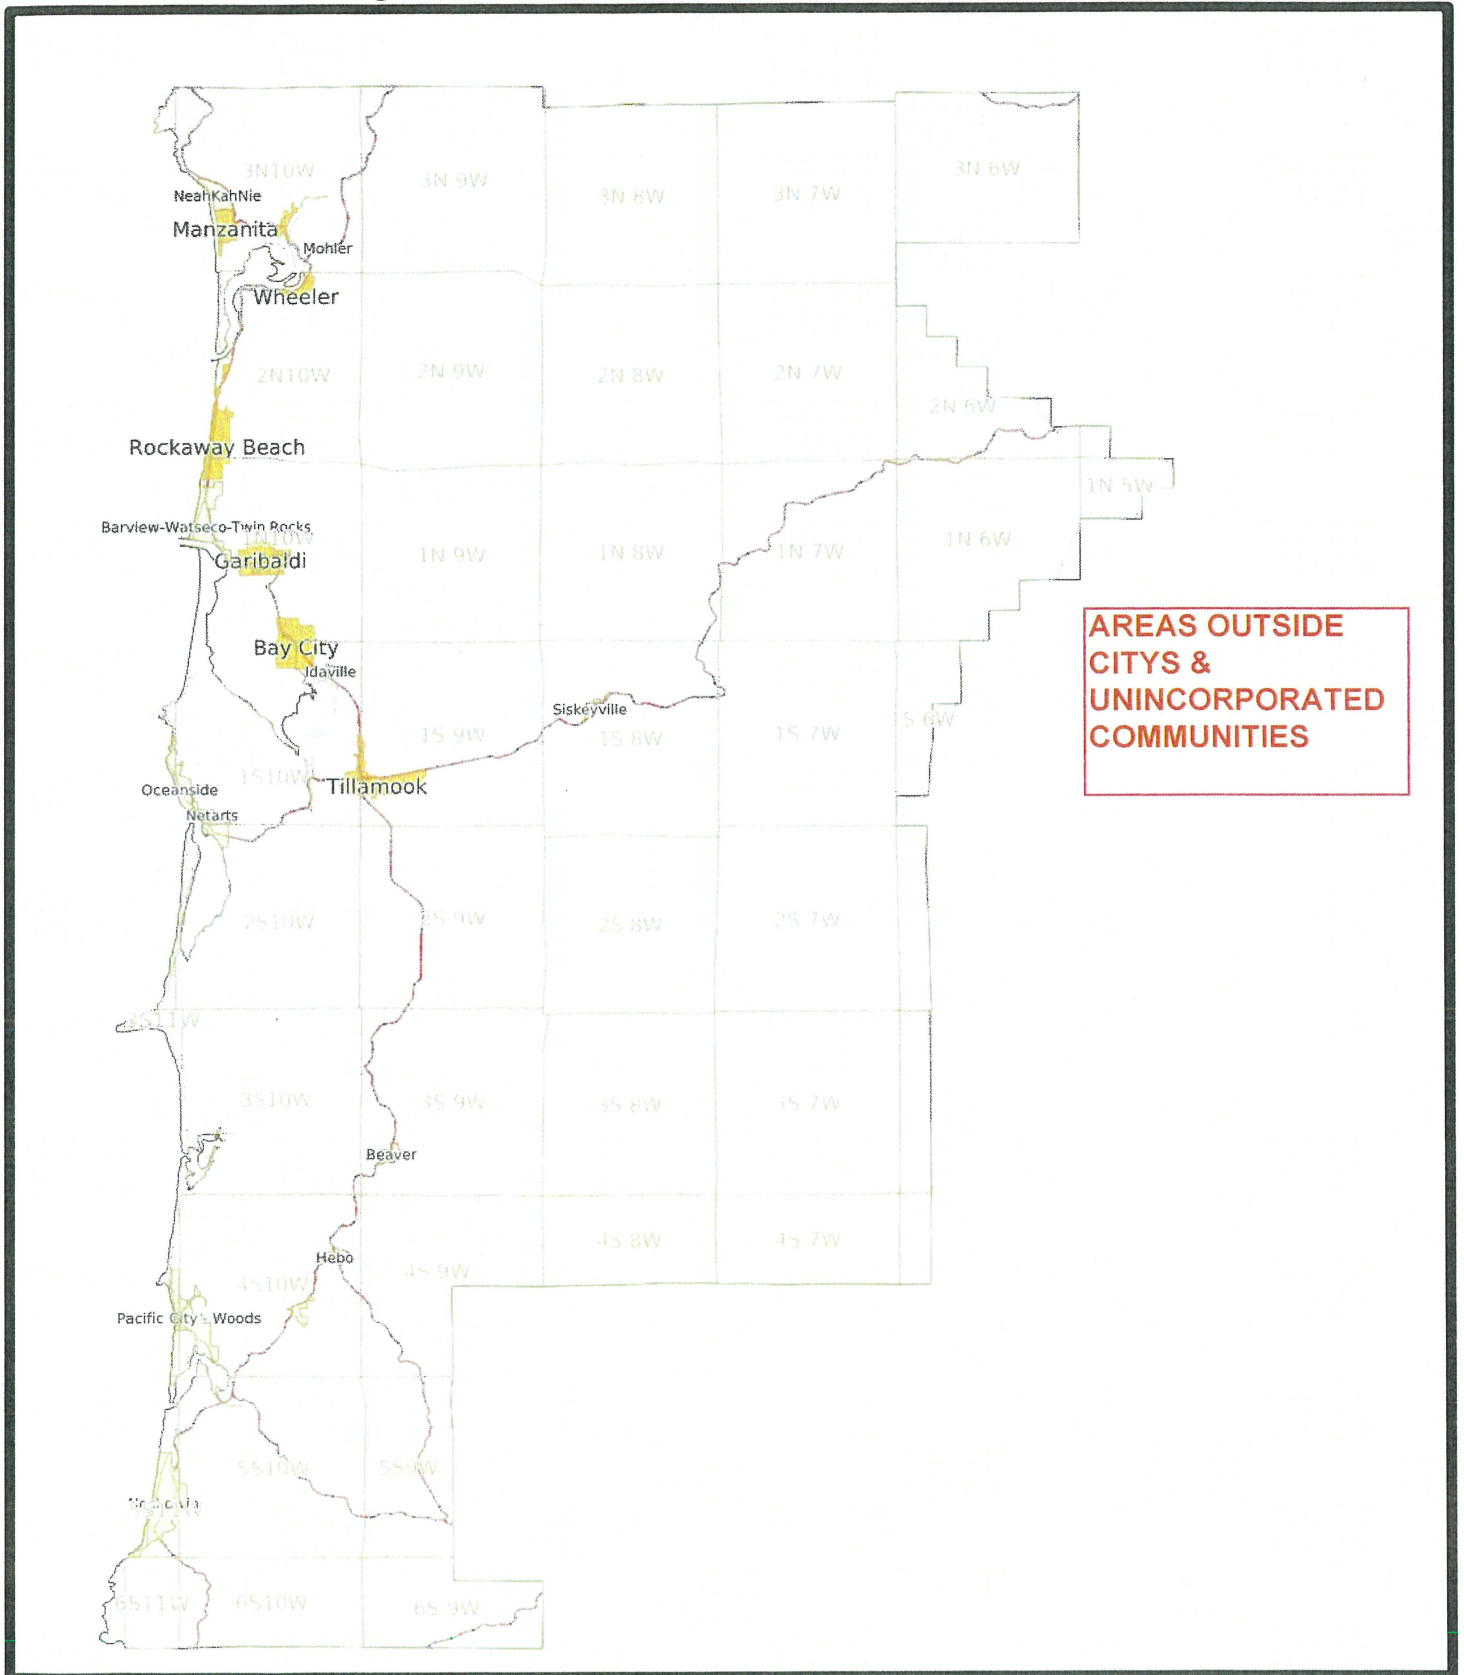 3N10W
3N 9W
3N 8W
3N 7W
3N 6W
NeahKahNie
Manzanita
Mohler
Wheeler
2N10W
2N 9W
2N 8W
2N 7W
2N 6W
Rockaway Beach
1N 5W
Barview-Watseco-Twin Rocks
1N10W
Garibaldi
1N 9W
1N 8W
1N 7W
1N 6W
AREAS OUTSIDE
CITYS &
UNINCORPORATED
COMMUNITIES
Bay City
Idaville
Siskeyville
1S 9W
1S 8W
1S 7W
1S 6W
1S10W
Tillamook
Oceanside
Netarts
2S10W
2S 9W
2S 8W
2S 7W
3S11W
3S10W
3S 9W
3S 8W
3S 7W
Beaver
4S 8W
4S 7W
Hebo
4S10W
4S 9W
Pacific City - Woods
5S10W
5S9W
6S11W
6S10W
6S 9W